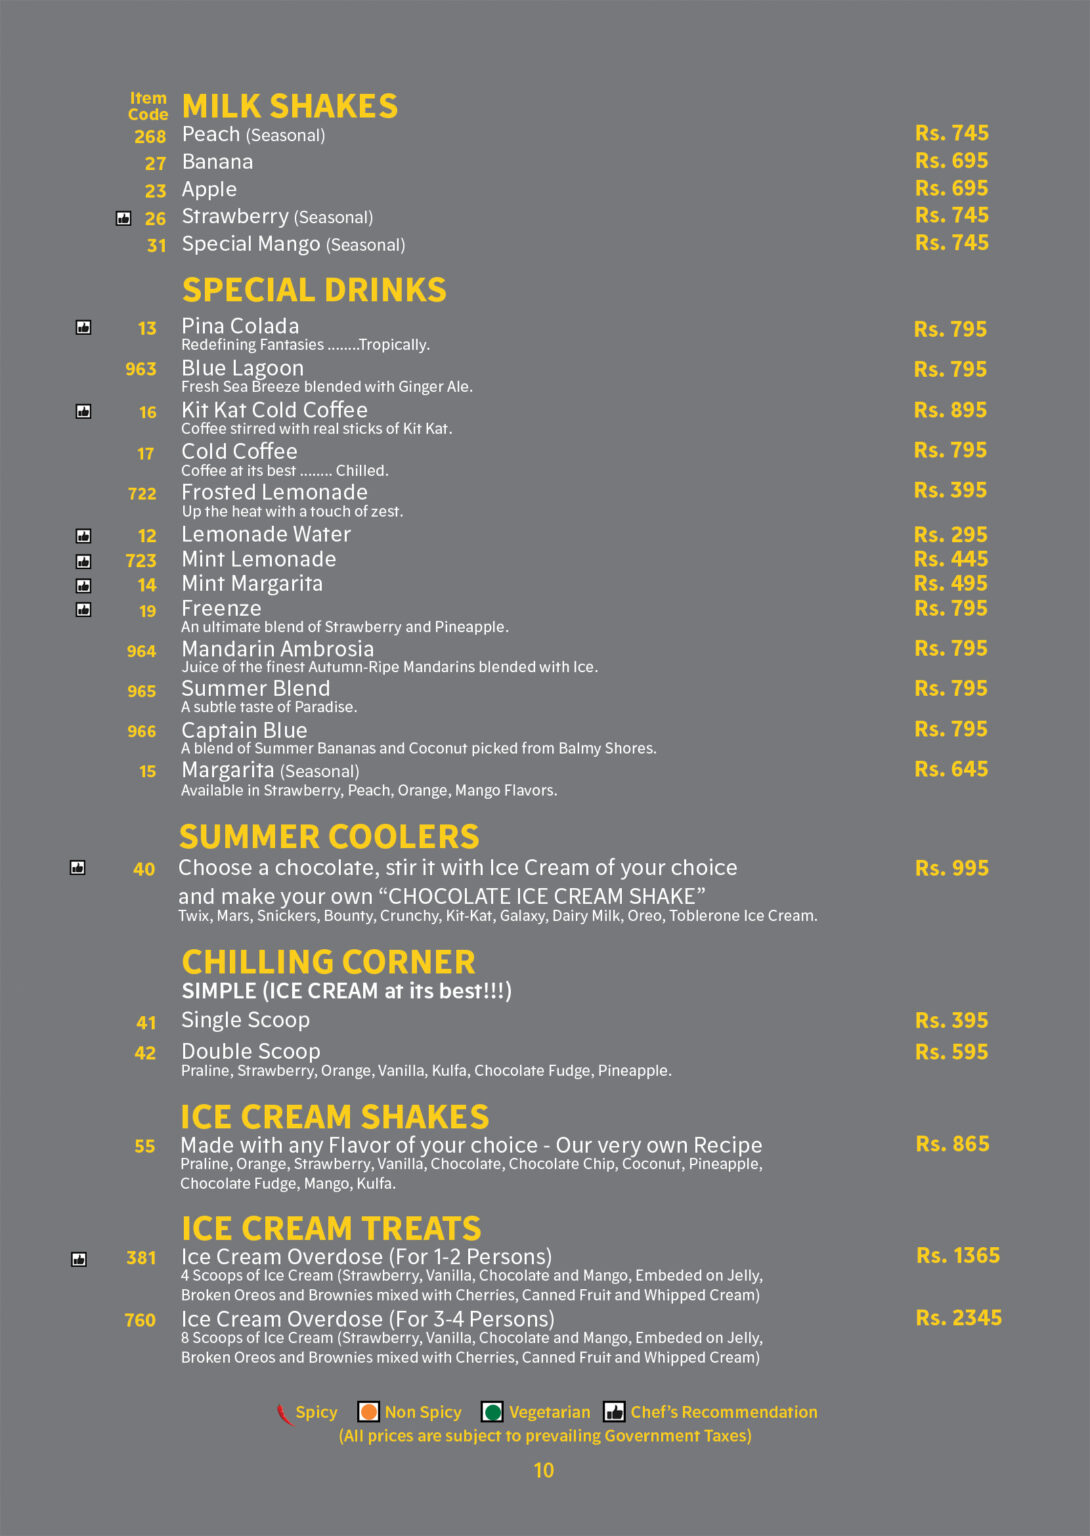 Item
Code
MILK SHAKES
268 Peach (Seasonal) Rs. 745
27 Banana Rs. 695
23 Apple Rs. 695
26 Strawberry (Seasonal) Rs. 745
31 Special Mango (Seasonal) Rs. 745
SPECIAL DRINKS
13 Pina Colada Rs. 795
Redefining Fantasies ........Tropically.
963 Blue Lagoon Rs. 795
Fresh Sea Breeze blended with Ginger Ale.
16 Kit Kat Cold Coffee Rs. 895
Coffee stirred with real sticks of Kit Kat.
17 Cold Coffee Rs. 795
Coffee at its best ........ Chilled.
722 Frosted Lemonade Rs. 395
Up the heat with a touch of zest.
12 Lemonade Water Rs. 295
723 Mint Lemonade Rs. 445
14 Mint Margarita Rs. 495
19 Freenze Rs. 795
An ultimate blend of Strawberry and Pineapple.
964 Mandarin Ambrosia Rs. 795
Juice of the finest Autumn-Ripe Mandarins blended with Ice.
965 Summer Blend Rs. 795
A subtle taste of Paradise.
966 Captain Blue Rs. 795
A blend of Summer Bananas and Coconut picked from Balmy Shores.
15 Margarita (Seasonal) Rs. 645
Available in Strawberry, Peach, Orange, Mango Flavors.
SUMMER COOLERS
40 Choose a chocolate, stir it with Ice Cream of your choice Rs. 995
and make your own “CHOCOLATE ICE CREAM SHAKE”
Twix, Mars, Snickers, Bounty, Crunchy, Kit-Kat, Galaxy, Dairy Milk, Oreo, Toblerone Ice Cream.
CHILLING CORNER
SIMPLE (ICE CREAM at its best!!!)
41 Single Scoop Rs. 395
42 Double Scoop Rs. 595
Praline, Strawberry, Orange, Vanilla, Kulfa, Chocolate Fudge, Pineapple.
ICE CREAM SHAKES
55 Made with any Flavor of your choice - Our very own Recipe Rs. 865
Praline, Orange, Strawberry, Vanilla, Chocolate, Chocolate Chip, Coconut, Pineapple,
Chocolate Fudge, Mango, Kulfa.
ICE CREAM TREATS
381 Ice Cream Overdose (For 1-2 Persons) Rs. 1365
4 Scoops of Ice Cream (Strawberry, Vanilla, Chocolate and Mango, Embeded on Jelly,
Broken Oreos and Brownies mixed with Cherries, Canned Fruit and Whipped Cream)
760 Ice Cream Overdose (For 3-4 Persons) Rs. 2345
8 Scoops of Ice Cream (Strawberry, Vanilla, Chocolate and Mango, Embeded on Jelly,
Broken Oreos and Brownies mixed with Cherries, Canned Fruit and Whipped Cream)
Spicy Non Spicy Vegetarian Chef’s Recommendation
(All prices are subject to prevailing Government Taxes)
10